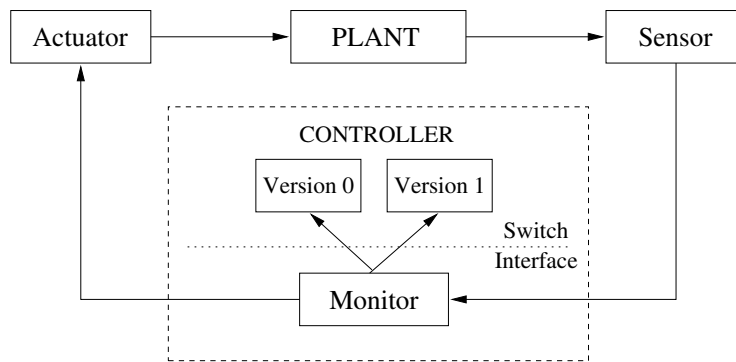 Actuator
PLANT
Sensor
CONTROLLER
Version 0
Version 1
Switch
Interface
Monitor